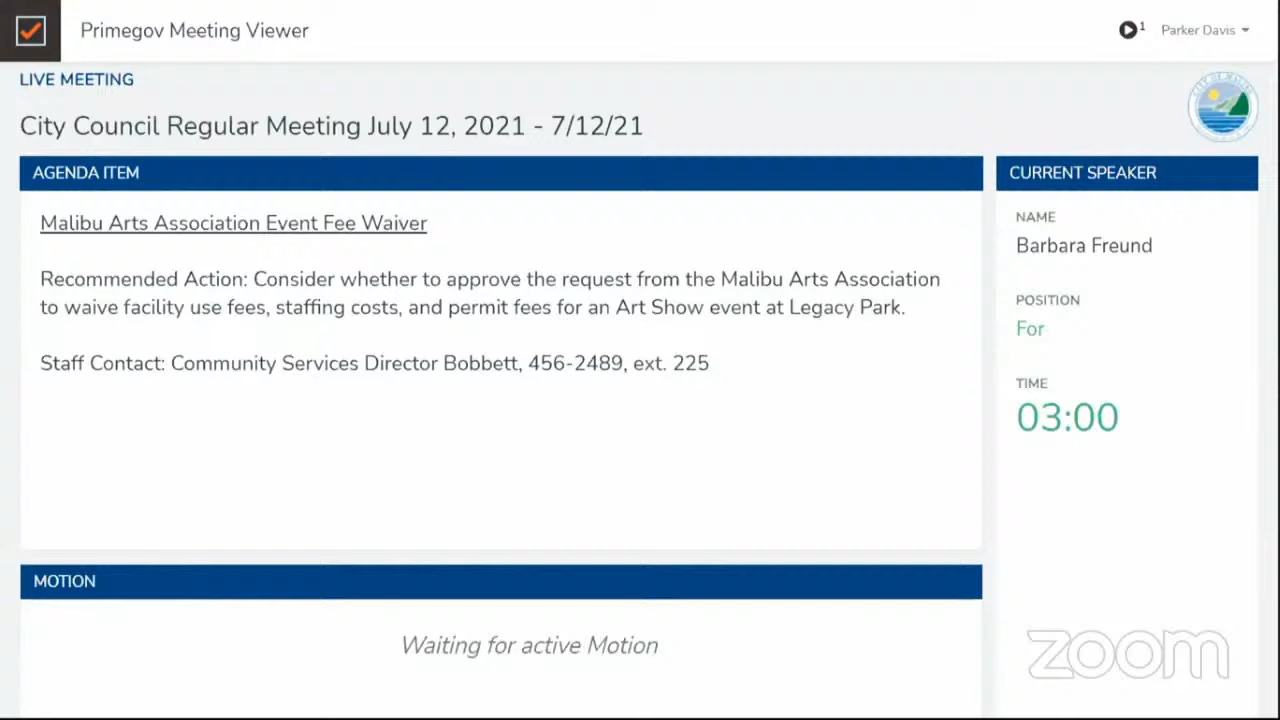 Primegov Meeting Viewer
1
Parker Davis
LIVE MEETING
City Council Regular Meeting July 12, 2021 - 7/12/21
CITY OF MALIBU
AGENDA ITEM
Malibu Arts Association Event Fee Waiver
Recommended Action: Consider whether to approve the request from the Malibu Arts Association
to waive facility use fees, staffing costs, and permit fees for an Art Show event at Legacy Park.
Staff Contact: Community Services Director Bobbett, 456-2489, ext. 225
CURRENT SPEAKER
NAME
Barbara Freund
POSITION
For
TIME
03:00
MOTION
Waiting for active Motion
zoom